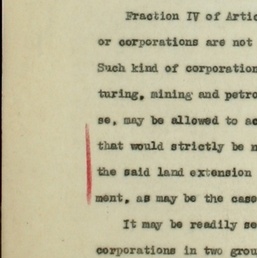 Fraction IV of Artic
or corporations are not
Such kind of corporation
turing, mining and petro
se, may be allowed to ac
that would strictly be n
the said land extension
ment, as may be the case
It may be readily se
corporations in two group